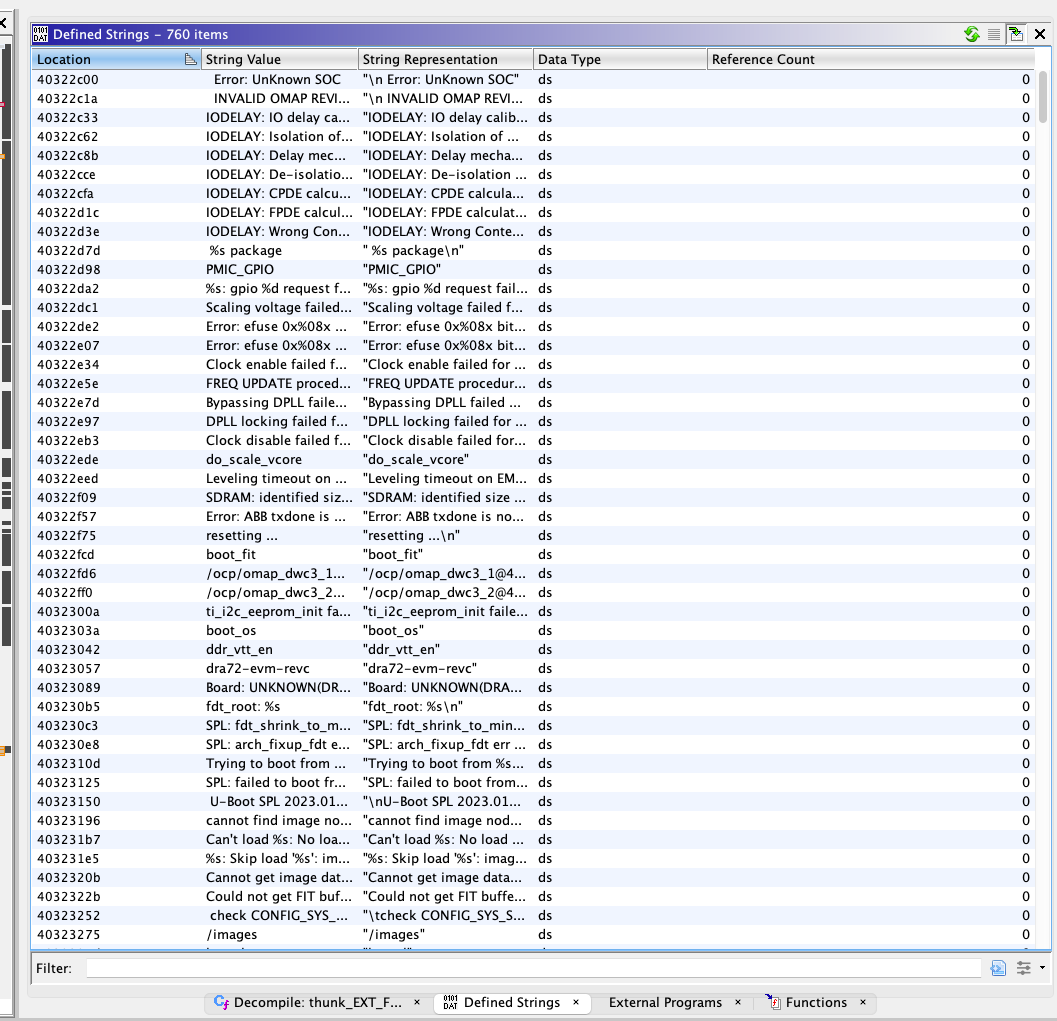 Defined Strings - 760 items
Location String Value String Representation Data Type Reference Count
40322c00 Error: UnKnown SOC "\n Error: UnKnown SOC" ds 0
40322c1a INVALID OMAP REVI... "\n INVALID OMAP REVI... ds 0
40322c33 IODELAY: IO delay ca... "IODELAY: IO delay calib... ds 0
40322c62 IODELAY: Isolation of... "IODELAY: Isolation of ... ds 0
40322c8b IODELAY: Delay mec... "IODELAY: Delay mecha... ds 0
40322cce IODELAY: De-isolatio... "IODELAY: De-isolation ... ds 0
40322cfa IODELAY: CPDE calcu... "IODELAY: CPDE calcula... ds 0
40322d1c IODELAY: FPDE calcul... "IODELAY: FPDE calculat... ds 0
40322d3e IODELAY: Wrong Con... "IODELAY: Wrong Conte... ds 0
40322d7d %s package " %s package\n" ds 0
40322d98 PMIC_GPIO "PMIC_GPIO" ds 0
40322da2 %s: gpio %d request f... "%s: gpio %d request fail... ds 0
40322dc1 Scaling voltage failed... "Scaling voltage failed f... ds 0
40322de2 Error: efuse 0x%08x ... "Error: efuse 0x%08x bit... ds 0
40322e07 Error: efuse 0x%08x ... "Error: efuse 0x%08x bit... ds 0
40322e34 Clock enable failed f... "Clock enable failed for ... ds 0
40322e5e FREQ UPDATE proced... "FREQ UPDATE procedur... ds 0
40322e7d Bypassing DPLL faile... "Bypassing DPLL failed ... ds 0
40322e97 DPLL locking failed f... "DPLL locking failed for ... ds 0
40322eb3 Clock disable failed f... "Clock disable failed for... ds 0
40322ede do_scale_vcore "do_scale_vcore" ds 0
40322eed Leveling timeout on ... "Leveling timeout on EM... ds 0
40322f09 SDRAM: identified siz... "SDRAM: identified size ... ds 0
40322f57 Error: ABB txdone is ... "Error: ABB txdone is no... ds 0
40322f75 resetting ... "resetting ...\n" ds 0
40322fcd boot_fit "boot_fit" ds 0
40322fd6 /ocp/omap_dwc3_1... "/ocp/omap_dwc3_1@4... ds 0
40322ff0 /ocp/omap_dwc3_2... "/ocp/omap_dwc3_2@4... ds 0
4032300a ti_i2c_eeprom_init fa... "ti_i2c_eeprom_init faile... ds 0
4032303a boot_os "boot_os" ds 0
40323042 ddr_vtt_en "ddr_vtt_en" ds 0
40323057 dra72-evm-revc "dra72-evm-revc" ds 0
40323089 Board: UNKNOWN(DR... "Board: UNKNOWN(DRA... ds 0
403230b5 fdt_root: %s "fdt_root: %s\n" ds 0
403230c3 SPL: fdt_shrink_to_m... "SPL: fdt_shrink_to_min... ds 0
403230e8 SPL: arch_fixup_fdt e... "SPL: arch_fixup_fdt err ... ds 0
4032310d Trying to boot from ... "Trying to boot from %s... ds 0
40323125 SPL: failed to boot fr... "SPL: failed to boot from... ds 0
40323150 U-Boot SPL 2023.01... "\nU-Boot SPL 2023.01... ds 0
40323196 cannot find image no... "cannot find image nod... ds 0
403231b7 Can't load %s: No loa... "Can't load %s: No load ... ds 0
403231e5 %s: Skip load '%s': im... "%s: Skip load '%s': imag... ds 0
4032320b Cannot get image dat... "Cannot get image data... ds 0
4032322b Could not get FIT buf... "Could not get FIT buffe... ds 0
40323252 check CONFIG_SYS_... "\tcheck CONFIG_SYS_S... ds 0
40323275 /images "/images" ds 0
Filter:
Decompile: thunk_EXT_F... × Defined Strings × External Programs × Functions ×